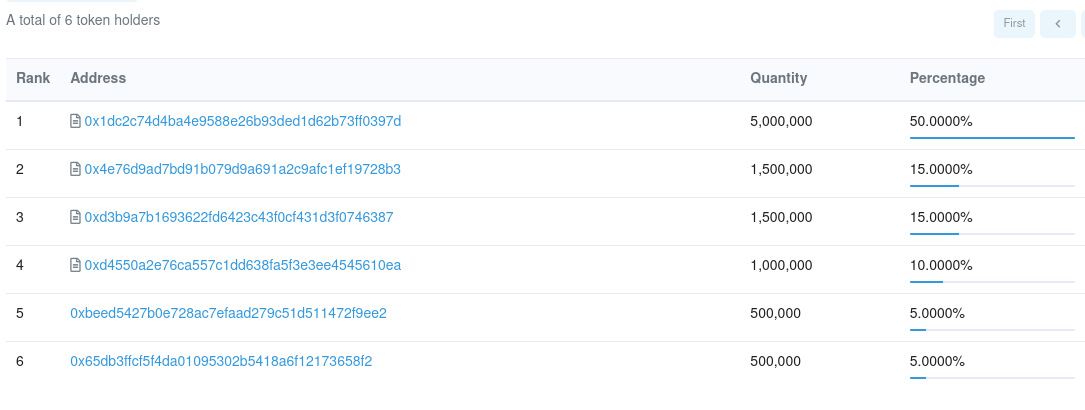 A total of 6 token holders
First
Rank Address Quantity Percentage
1 0x1dc2c74d4ba4e9588e26b93ded1d62b73ff0397d 5,000,000 50.0000%
2 0x4e76d9ad7bd91b079d9a691a2c9afc1ef19728b3 1,500,000 15.0000%
3 0xd3b9a7b1693622fd6423c43f0cf431d3f0746387 1,500,000 15.0000%
4 0xd4550a2e76ca557c1dd638fa5f3e3ee4545610ea 1,000,000 10.0000%
5 0xbeed5427b0e728ac7efaad279c51d511472f9ee2 500,000 5.0000%
6 0x65db3ffcf5f4da01095302b5418a6f12173658f2 500,000 5.0000%